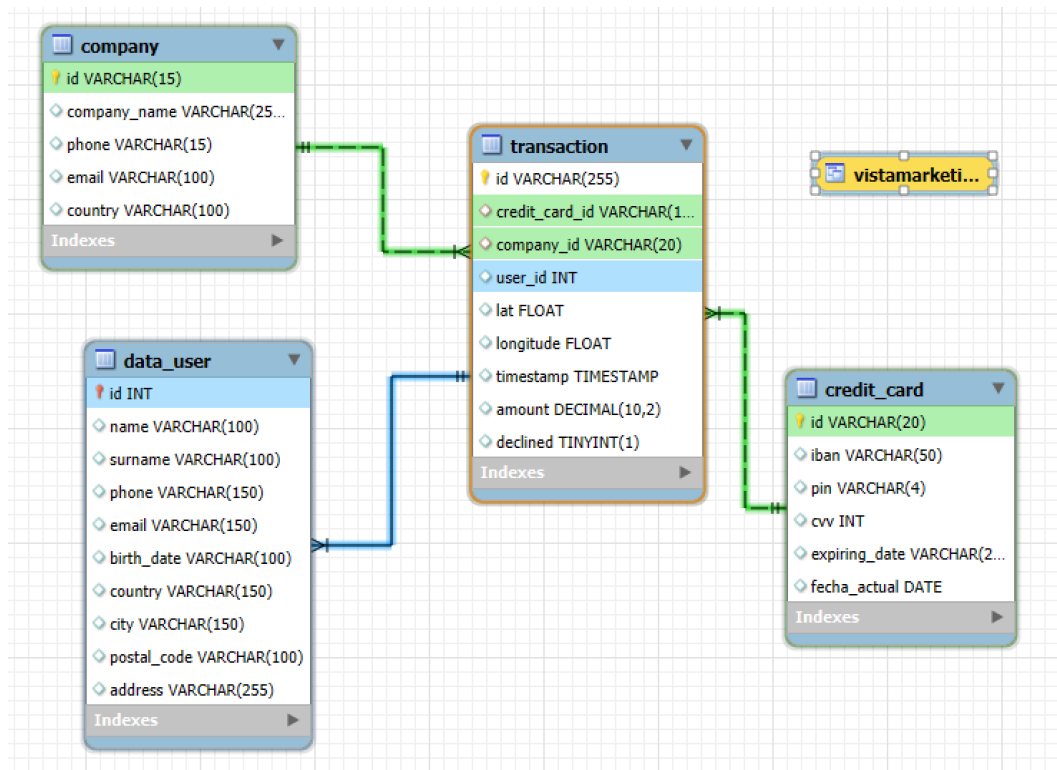 company
id VARCHAR(15)
company_name VARCHAR(25...
phone VARCHAR(15)
email VARCHAR(100)
country VARCHAR(100)
Indexes
transaction
id VARCHAR(255)
credit_card_id VARCHAR(1...
company_id VARCHAR(20)
user_id INT
lat FLOAT
longitude FLOAT
timestamp TIMESTAMP
amount DECIMAL(10,2)
declined TINYINT(1)
Indexes
vistamarketi...
data_user
id INT
name VARCHAR(100)
surname VARCHAR(100)
phone VARCHAR(150)
email VARCHAR(150)
birth_date VARCHAR(100)
country VARCHAR(150)
city VARCHAR(150)
postal_code VARCHAR(100)
address VARCHAR(255)
Indexes
credit_card
id VARCHAR(20)
iban VARCHAR(50)
pin VARCHAR(4)
cvv INT
expiring_date VARCHAR(2...
fecha_actual DATE
Indexes